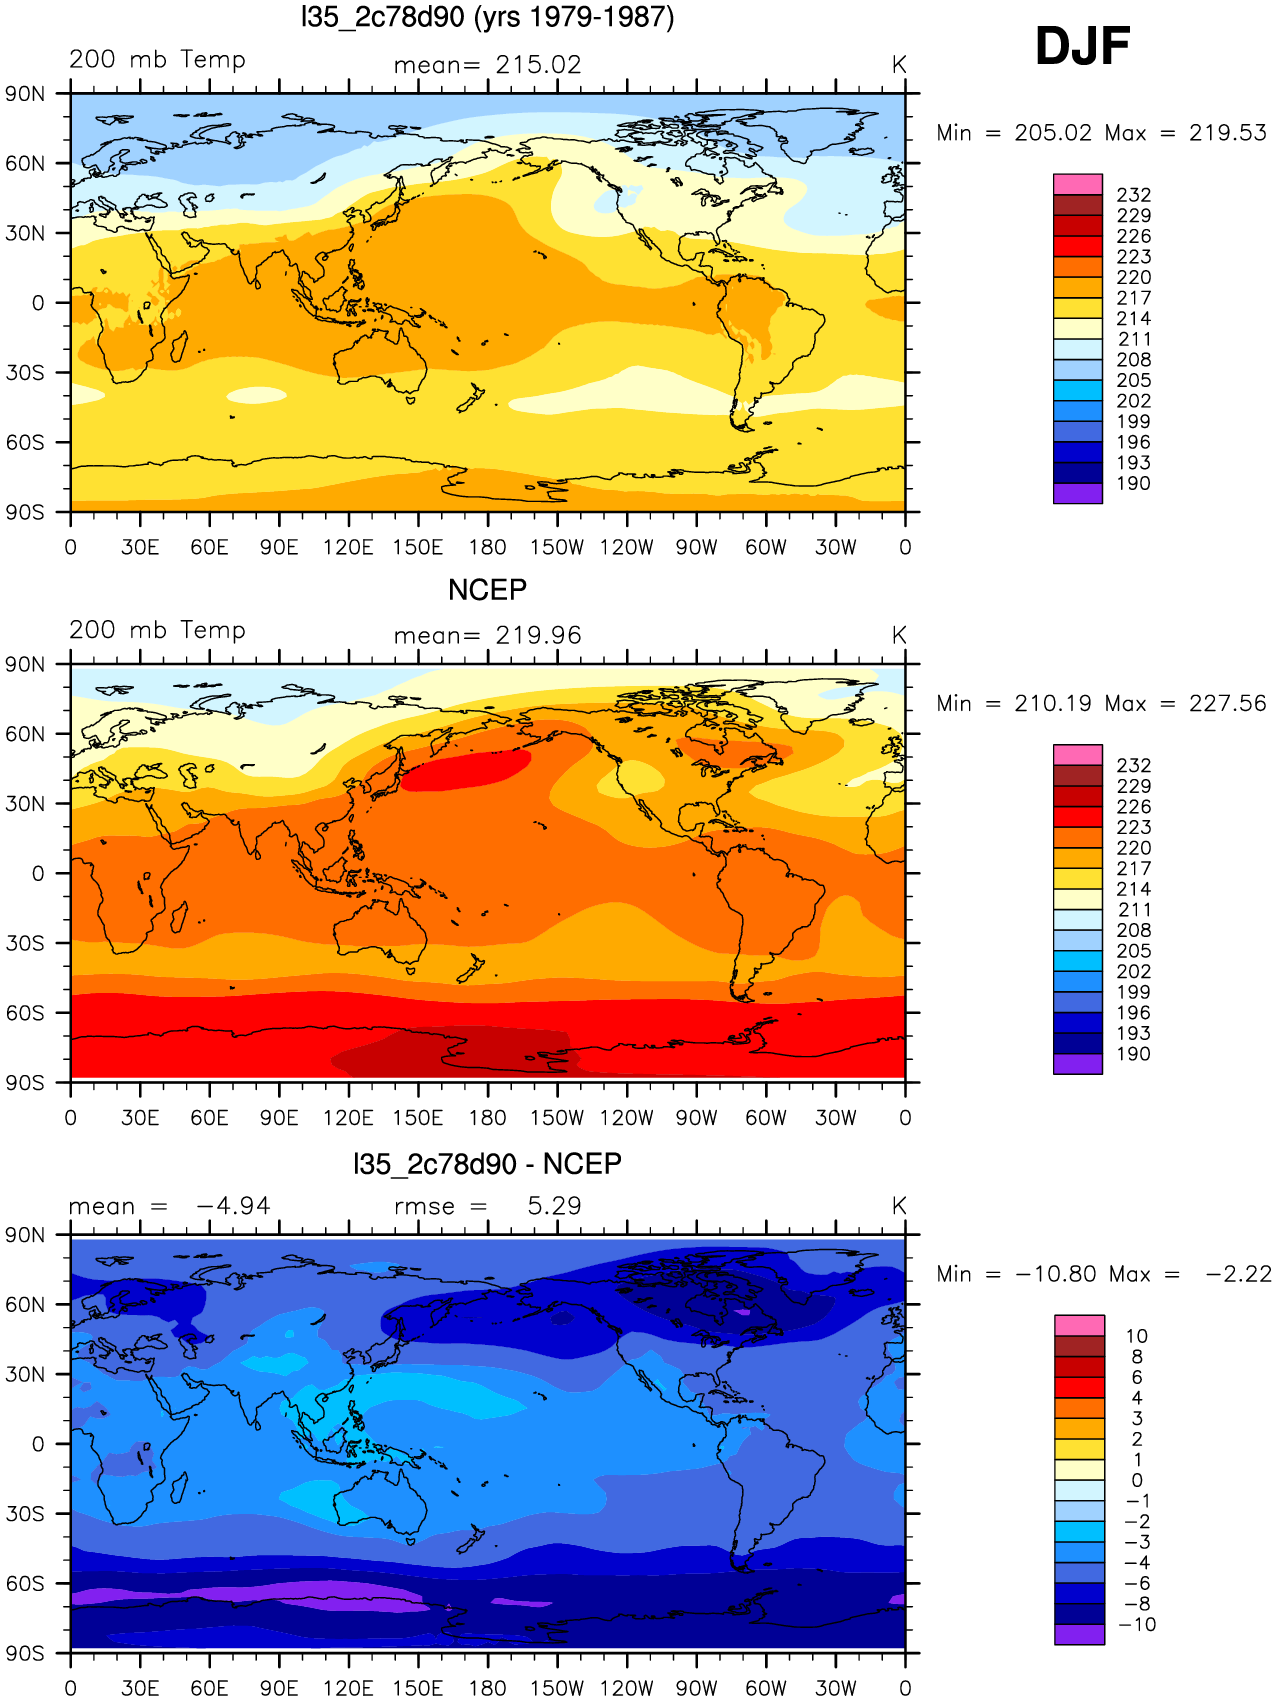 l35_2c78d90 (yrs 1979-1987)
DJF
200 mb Temp mean= 215.02 K
Min = 205.02 Max = 219.53
90N
60N
30N
0
30S
60S
90S
0 30E 60E 90E 120E 150E 180 150W 120W 90W 60W 30W 0
232
229
226
223
220
217
214
211
208
205
202
199
196
193
190
NCEP
200 mb Temp mean= 219.96 K
Min = 210.19 Max = 227.56
90N
60N
30N
0
30S
60S
90S
0 30E 60E 90E 120E 150E 180 150W 120W 90W 60W 30W 0
232
229
226
223
220
217
214
211
208
205
202
199
196
193
190
l35_2c78d90 - NCEP
mean = −4.94 rmse = 5.29 K
Min = −10.80 Max = −2.22
90N
60N
30N
0
30S
60S
90S
0 30E 60E 90E 120E 150E 180 150W 120W 90W 60W 30W 0
10
8
6
4
3
2
1
0
−1
−2
−3
−4
−6
−8
−10